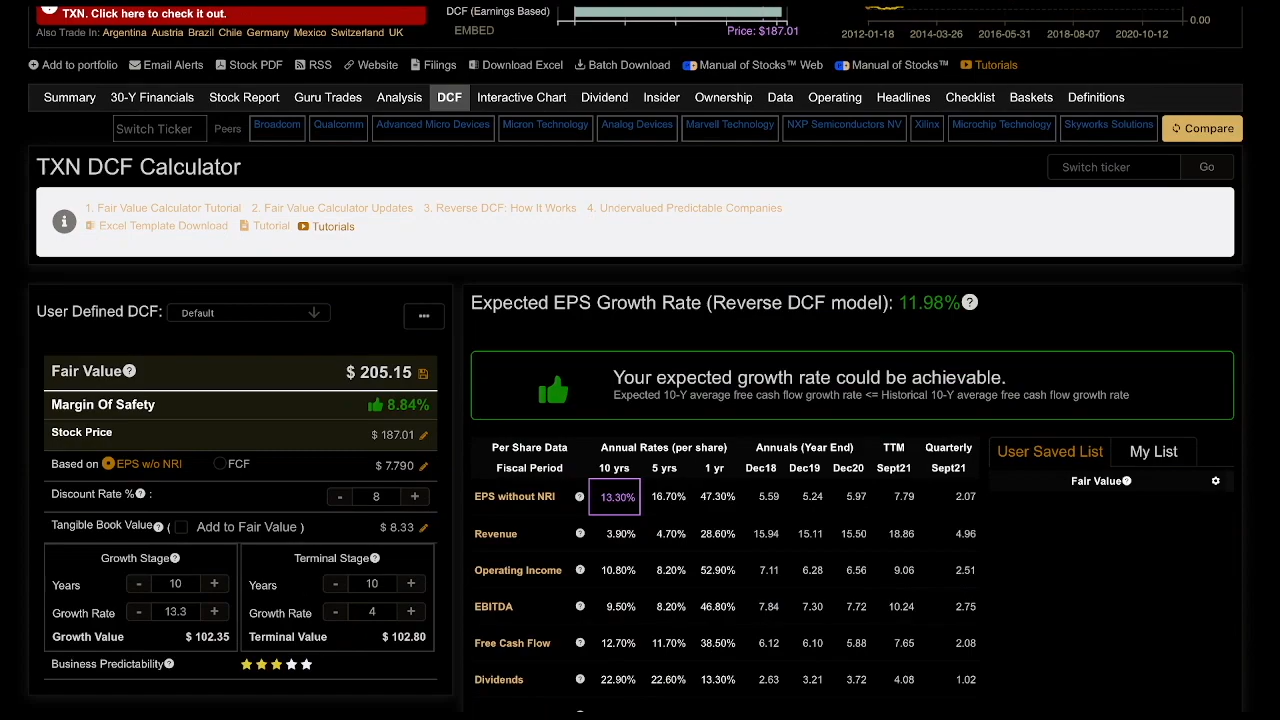 TXN. Click here to check it out.
Also Trade In: Argentina Austria Brazil Chile Germany Mexico Switzerland UK
DCF (Earnings Based)
EMBED
Price: $187.01
0.00
2012-01-18 2014-03-26 2016-05-31 2018-08-07 2020-10-12
Add to portfolio Email Alerts Stock PDF RSS Website Filings Download Excel Batch Download Manual of Stocks™ Web Manual of Stocks™ Tutorials
Summary 30-Y Financials Stock Report Guru Trades Analysis DCF Interactive Chart Dividend Insider Ownership Data Operating Headlines Checklist Baskets Definitions
Switch Ticker Peers Broadcom Qualcomm Advanced Micro Devices Micron Technology Analog Devices Marvell Technology NXP Semiconductors NV Xilinx Microchip Technology Skyworks Solutions Compare
TXN DCF Calculator
Switch ticker Go
1. Fair Value Calculator Tutorial 2. Fair Value Calculator Updates 3. Reverse DCF: How It Works 4. Undervalued Predictable Companies
Excel Template Download Tutorial Tutorials
User Defined DCF: Default ...
Fair Value $ 205.15
Margin Of Safety 8.84%
Stock Price $ 187.01
Based on EPS w/o NRI FCF $ 7.790
Discount Rate % : - 8 +
Tangible Book Value ( Add to Fair Value ) $ 8.33
Growth Stage Terminal Stage
Years - 10 + Years - 10 +
Growth Rate - 13.3 + Growth Rate - 4 +
Growth Value $ 102.35 Terminal Value $ 102.80
Business Predictability
Expected EPS Growth Rate (Reverse DCF model): 11.98%
Your expected growth rate could be achievable.
Expected 10-Y average free cash flow growth rate <= Historical 10-Y average free cash flow growth rate
Per Share Data Annual Rates (per share) Annuals (Year End) TTM Quarterly
Fiscal Period 10 yrs 5 yrs 1 yr Dec18 Dec19 Dec20 Sept21 Sept21
EPS without NRI 13.30% 16.70% 47.30% 5.59 5.24 5.97 7.79 2.07
Revenue 3.90% 4.70% 28.60% 15.94 15.11 15.50 18.86 4.96
Operating Income 10.80% 8.20% 52.90% 7.11 6.28 6.56 9.06 2.51
EBITDA 9.50% 8.20% 46.80% 7.84 7.30 7.72 10.24 2.75
Free Cash Flow 12.70% 11.70% 38.50% 6.12 6.10 5.88 7.65 2.08
Dividends 22.90% 22.60% 13.30% 2.63 3.21 3.72 4.08 1.02
User Saved List My List
Fair Value